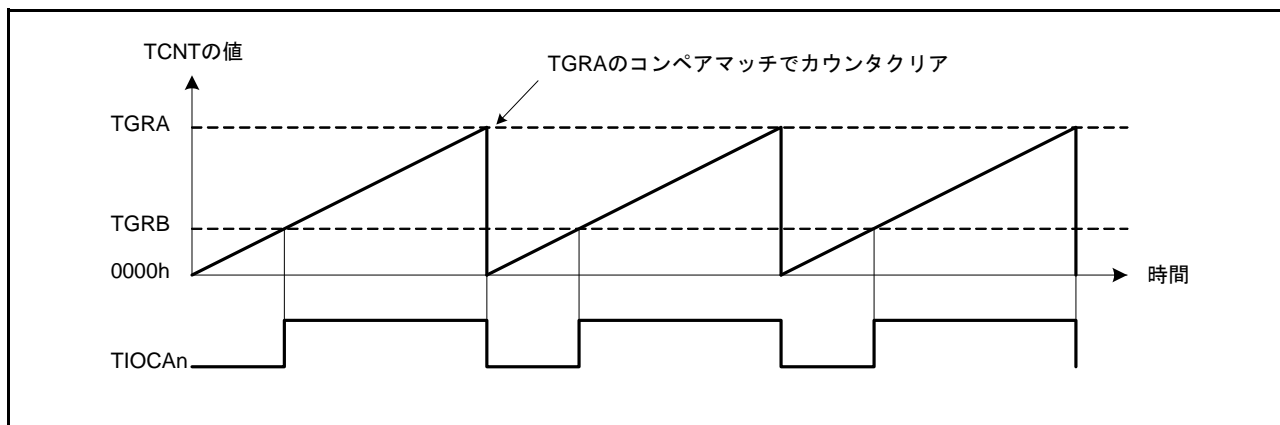 TCNTの値
TGRAのコンペアマッチでカウンタクリア
TGRA
TGRB
0000h
時間
TIOCAn